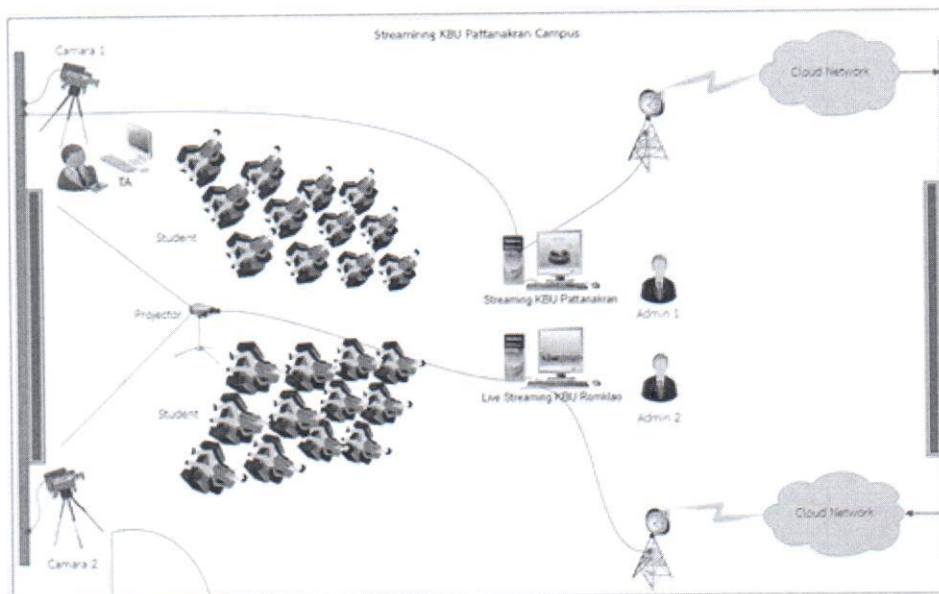 Streaminng KBU Pattanakran Campus
Camara 1
Cloud Network
TA
Student
Streaming KBU Pattanakran
Admin 1
Projector
Live Streaming KBU Romklao
Student
Admin 2
Cloud Network
Camara 2